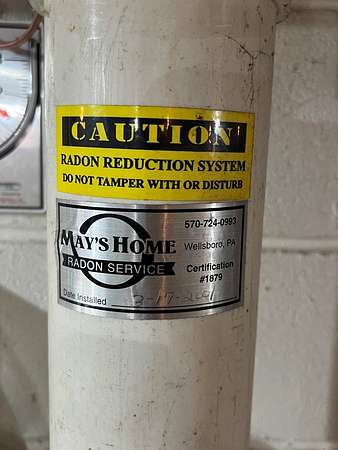 CAUTION
RADON REDUCTION SYSTEM
DO NOT TAMPER WITH OR DISTURB
570-724-0993
MAY'S HOME
Wellsboro, PA
RADON SERVICE
Certification
#1879
Date Installed